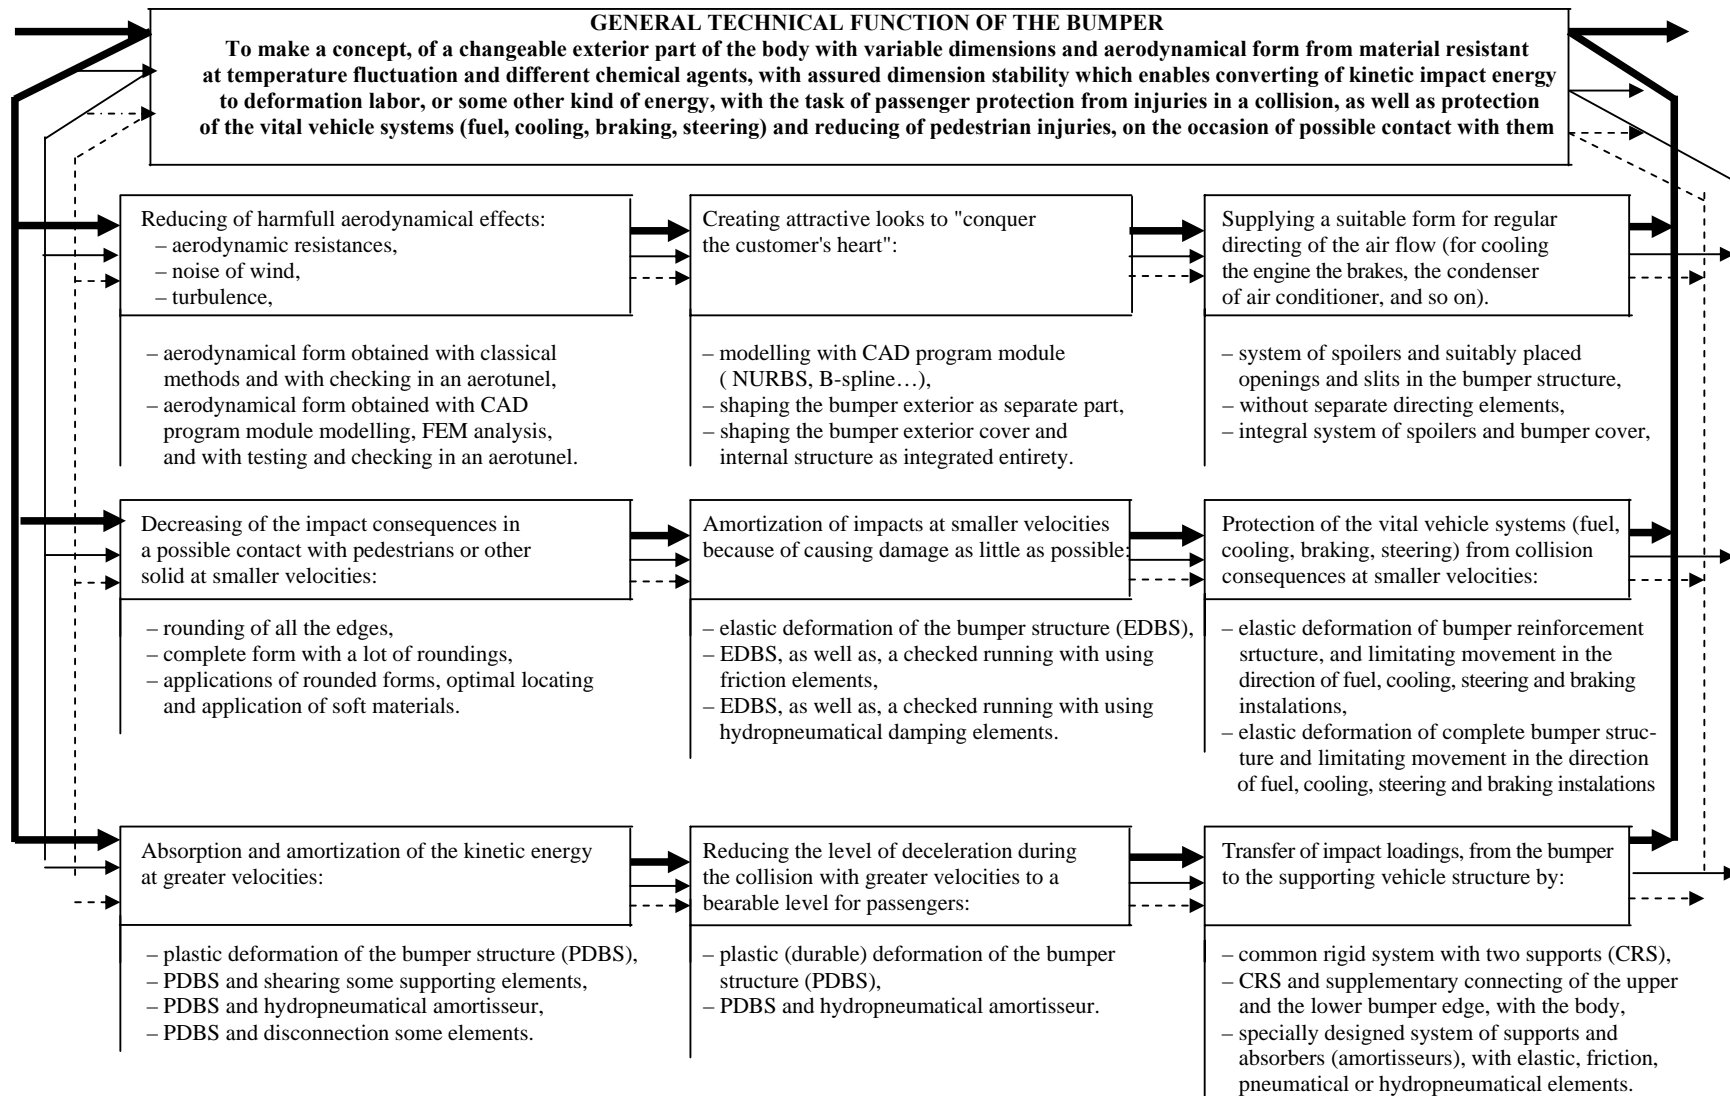 GENERAL TECHNICAL FUNCTION OF THE BUMPER
To make a concept, of a changeable exterior part of the body with variable dimensions and aerodynamical form from material resistant
at temperature fluctuation and different chemical agents, with assured dimension stability which enables converting of kinetic impact energy
to deformation labor, or some other kind of energy, with the task of passenger protection from injuries in a collision, as well as protection
of the vital vehicle systems (fuel, cooling, braking, steering) and reducing of pedestrian injuries, on the occasion of possible contact with them
Reducing of harmfull aerodynamical effects:
– aerodynamic resistances,
– noise of wind,
– turbulence,
– aerodynamical form obtained with classical
methods and with checking in an aerotunel,
– aerodynamical form obtained with CAD
program module modelling, FEM analysis,
and with testing and checking in an aerotunel.
Creating attractive looks to "conquer
the customer's heart":
– modelling with CAD program module
( NURBS, B-spline…),
– shaping the bumper exterior as separate part,
– shaping the bumper exterior cover and
internal structure as integrated entirety.
Supplying a suitable form for regular
directing of the air flow (for cooling
the engine the brakes, the condenser
of air conditioner, and so on).
– system of spoilers and suitably placed
openings and slits in the bumper structure,
– without separate directing elements,
– integral system of spoilers and bumper cover,
Decreasing of the impact consequences in
a possible contact with pedestrians or other
solid at smaller velocities:
– rounding of all the edges,
– complete form with a lot of roundings,
– applications of rounded forms, optimal locating
and application of soft materials.
Amortization of impacts at smaller velocities
because of causing damage as little as possible:
– elastic deformation of the bumper structure (EDBS),
– EDBS, as well as, a checked running with using
friction elements,
– EDBS, as well as, a checked running with using
hydropneumatical damping elements.
Protection of the vital vehicle systems (fuel,
cooling, braking, steering) from collision
consequences at smaller velocities:
– elastic deformation of bumper reinforcement
srtucture, and limitating movement in the
direction of fuel, cooling, steering and braking
instalations,
– elastic deformation of complete bumper struc-
ture and limitating movement in the direction
of fuel, cooling, steering and braking instalations
Absorption and amortization of the kinetic energy
at greater velocities:
– plastic deformation of the bumper structure (PDBS),
– PDBS and shearing some supporting elements,
– PDBS and hydropneumatical amortisseur,
– PDBS and disconnection some elements.
Reducing the level of deceleration during
the collision with greater velocities to a
bearable level for passengers:
– plastic (durable) deformation of the bumper
structure (PDBS),
– PDBS and hydropneumatical amortisseur.
Transfer of impact loadings, from the bumper
to the supporting vehicle structure by:
– common rigid system with two supports (CRS),
– CRS and supplementary connecting of the upper
and the lower bumper edge, with the body,
– specially designed system of supports and
absorbers (amortisseurs), with elastic, friction,
pneumatical or hydropneumatical elements.